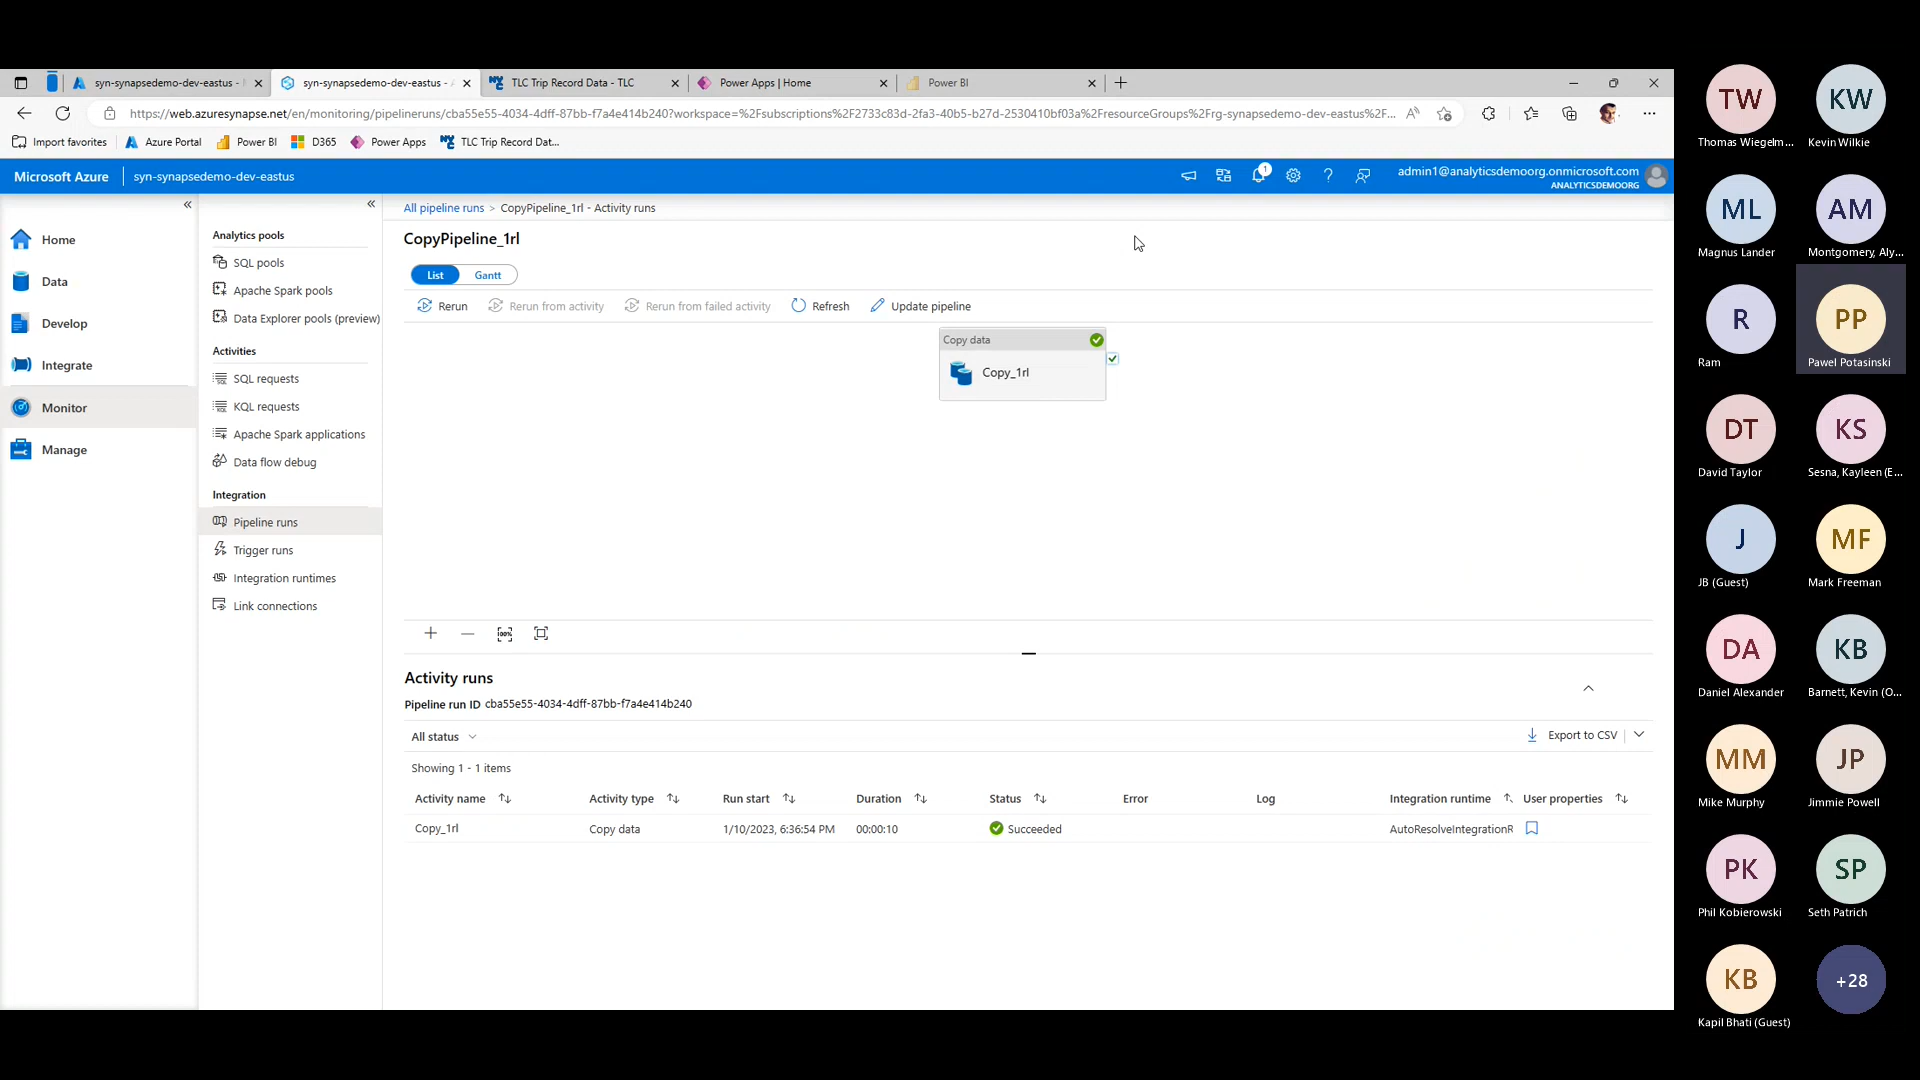 syn-synapsedemo-dev-eastus -
syn-synapsedemo-dev-eastus -
TLC Trip Record Data - TLC
Power Apps | Home
Power BI
https://web.azuresynapse.net/en/monitoring/pipelineruns/cba55e55-4034-4dff-87bb-f7a4e414b240?workspace=%2Fsubscriptions%2F2733c83d-2fa3-40b5-b27d-2530410bf03a%2FresourceGroups%2Frg-synapsedemo-dev-eastus%2F...
Import favorites
Azure Portal
Power BI
D365
Power Apps
TLC Trip Record Dat...
Microsoft Azure
syn-synapsedemo-dev-eastus
1
admin1@analyticsdemoorg.onmicrosoft.com
ANALYTICSDEMOORG
Home
Data
Develop
Integrate
Monitor
Manage
Analytics pools
SQL pools
Apache Spark pools
Data Explorer pools (preview)
Activities
SQL requests
KQL requests
Apache Spark applications
Data flow debug
Integration
Pipeline runs
Trigger runs
Integration runtimes
Link connections
All pipeline runs > CopyPipeline_1rl - Activity runs
CopyPipeline_1rl
List
Gantt
Rerun
Rerun from activity
Rerun from failed activity
Refresh
Update pipeline
Copy data
Copy_1rl
100%
Activity runs
Pipeline run ID cba55e55-4034-4dff-87bb-f7a4e414b240
All status
Export to CSV
Showing 1 - 1 items
Activity name
Activity type
Run start
Duration
Status
Error
Log
Integration runtime
User properties
Copy_1rl
Copy data
1/10/2023, 6:36:54 PM
00:00:10
Succeeded
AutoResolveIntegrationR
TW
Thomas Wiegelm...
KW
Kevin Wilkie
ML
Magnus Lander
AM
Montgomery, Aly...
R
Ram
PP
Pawel Potasinski
DT
David Taylor
KS
Sesna, Kayleen (E...
J
JB (Guest)
MF
Mark Freeman
DA
Daniel Alexander
KB
Barnett, Kevin (O...
MM
Mike Murphy
JP
Jimmie Powell
PK
Phil Kobierowski
SP
Seth Patrich
KB
Kapil Bhati (Guest)
+28